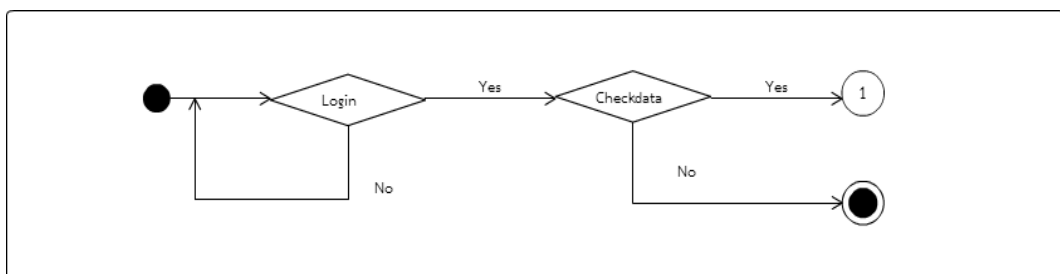 Login
Yes
Checkdata
Yes
1
No
No